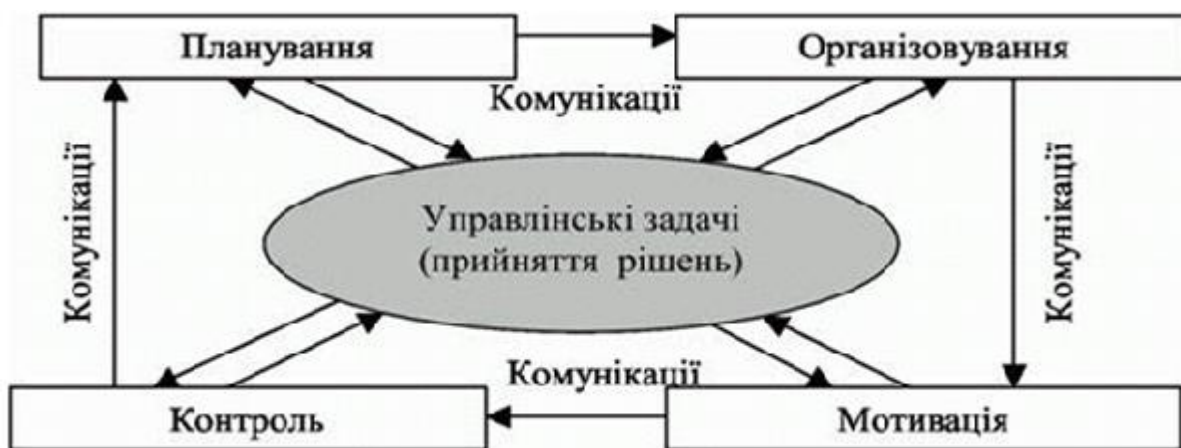 Планування
Організовування
Комунікації
Комунікації
Комунікації
Управлінські задачі
(прийняття рішень)
Комунікації
Контроль
Мотивація